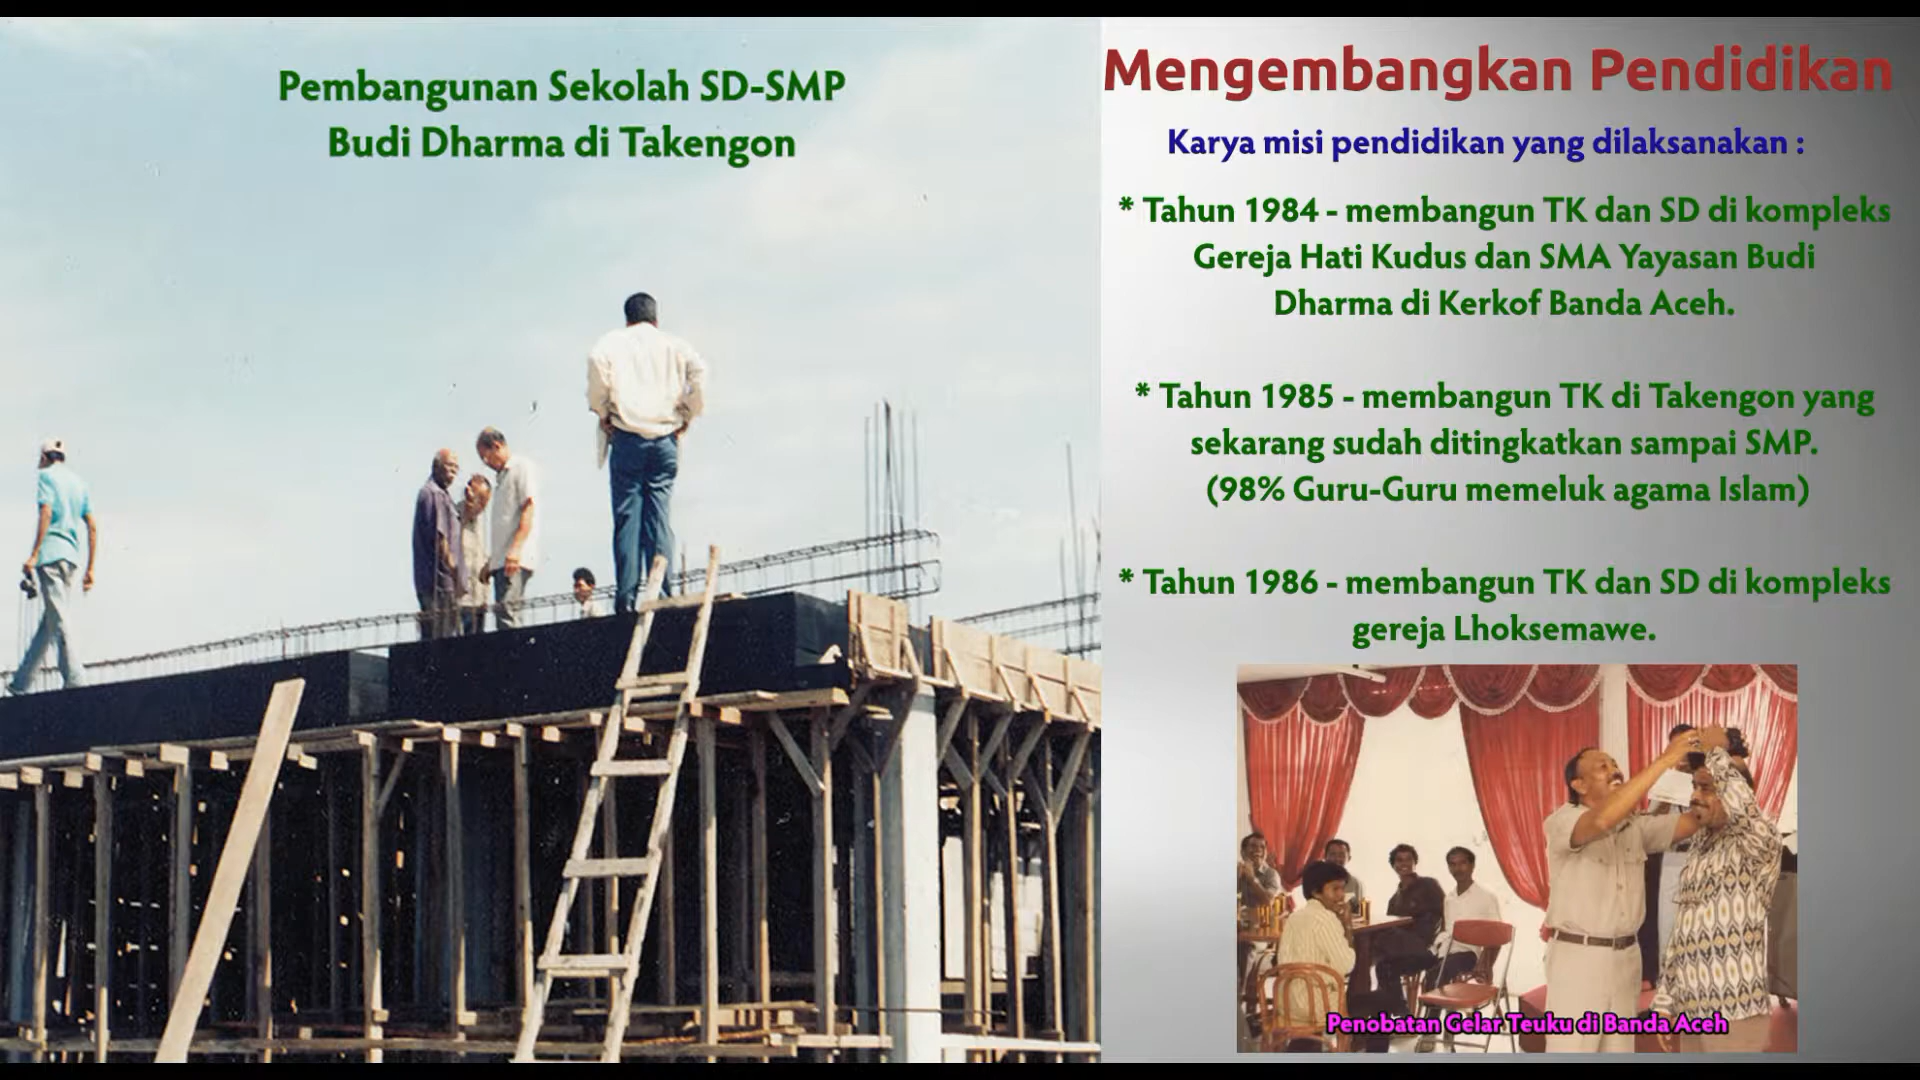 Pembangunan Sekolah SD-SMP
Budi Dharma di Takengon
Mengembangkan Pendidikan
Karya misi pendidikan yang dilaksanakan :
* Tahun 1984 - membangun TK dan SD di kompleks
Gereja Hati Kudus dan SMA Yayasan Budi
Dharma di Kerkof Banda Aceh.
* Tahun 1985 - membangun TK di Takengon yang
sekarang sudah ditingkatkan sampai SMP.
(98% Guru-Guru memeluk agama Islam)
* Tahun 1986 - membangun TK dan SD di kompleks
gereja Lhoksemawe.
Penobatan Gelar Teuku di Banda Aceh